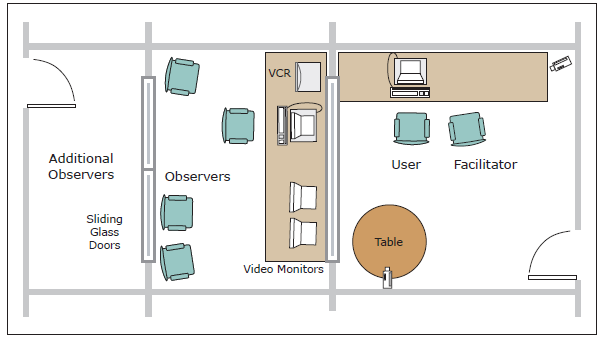 VCR
Additional
Observers
Observers
User
Facilitator
Sliding
Glass
Doors
Table
Video Monitors